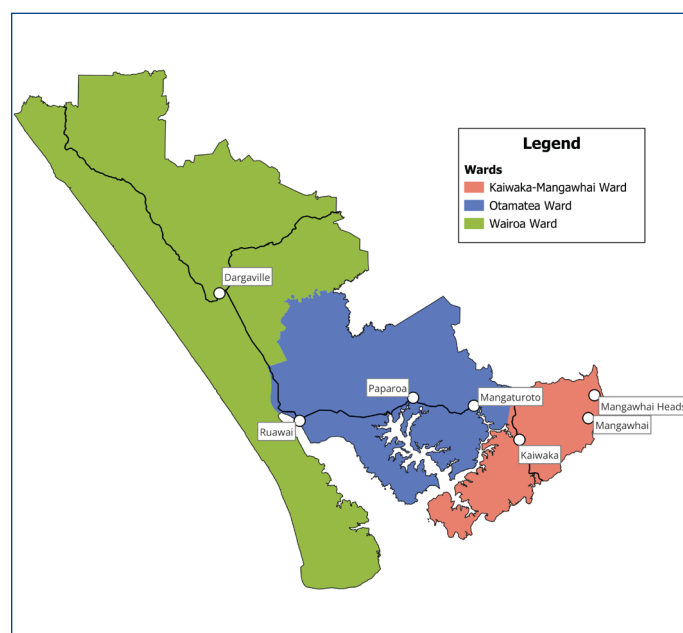 Legend
Wards
Kaiwaka-Mangawhai Ward
Otamatea Ward
Wairoa Ward
Dargaville
Paparoa
Mangaturoto
Mangawhai Heads
Mangawhai
Ruawai
Kaiwaka